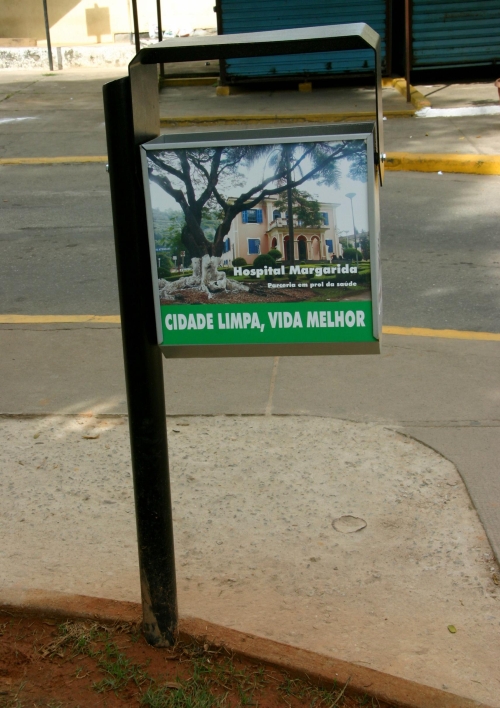 Hospital Margarida
Parceria em prol da saúde
CIDADE LIMPA, VIDA MELHOR